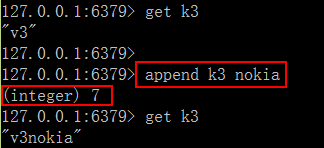 127.0.0.1:6379> get k3
"v3"
127.0.0.1:6379>
127.0.0.1:6379> append k3 nokia
(integer) 7
127.0.0.1:6379> get k3
"v3nokia"